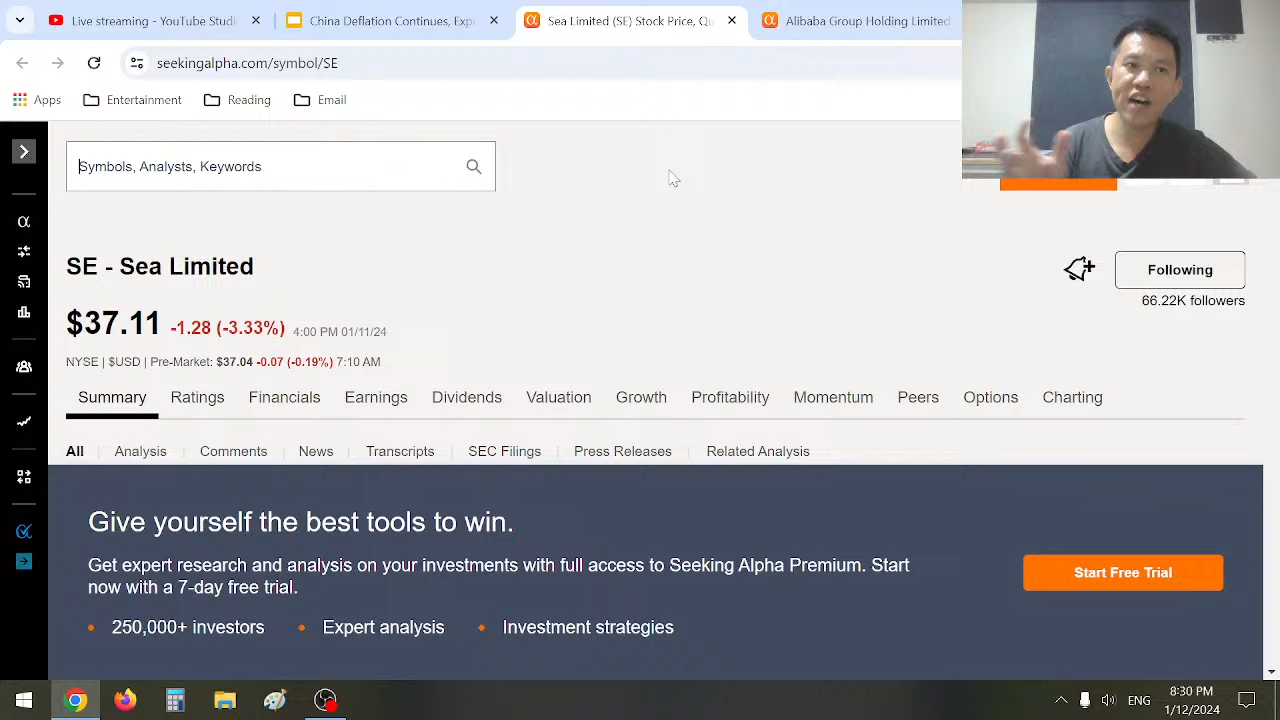 YouTube - YouTube Studi
China Deflation Continues, Exp
Sea Limited (SE) Stock Price, Qu
Alibaba Group Holding Limited
seekingalpha.com/symbol/SE
Apps
Entertainment
Reading
Email
Symbols, Analysts, Keywords
SE - Sea Limited
Following
66.22K followers
$37.11 -1.28 (-3.33%) 4:00 PM 01/11/24
NYSE | $USD | Pre-Market: $37.04 -0.07 (-0.19%) 7:10 AM
Summary Ratings Financials Earnings Dividends Valuation Growth Profitability Momentum Peers Options Charting
All | Analysis | Comments | News | Transcripts | SEC Filings | Press Releases | Related Analysis
Give yourself the best tools to win.
Get expert research and analysis on your investments with full access to Seeking Alpha Premium. Start
now with a 7-day free trial.
Start Free Trial
• 250,000+ investors • Expert analysis • Investment strategies
ENG
8:30 PM
1/12/2024